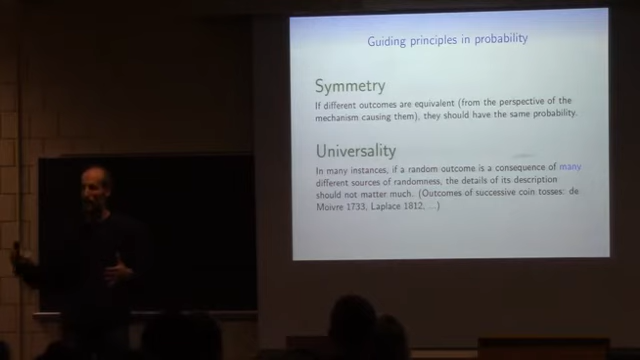 Guiding principles in probability
Symmetry
If different outcomes are equivalent (from the perspective of the
mechanism causing them), they should have the same probability.
Universality
In many instances, if a random outcome is a consequence of many
different sources of randomness, the details of its description
should not matter much. (Outcomes of successive coin tosses: de
Moivre 1733, Laplace 1812, ...)